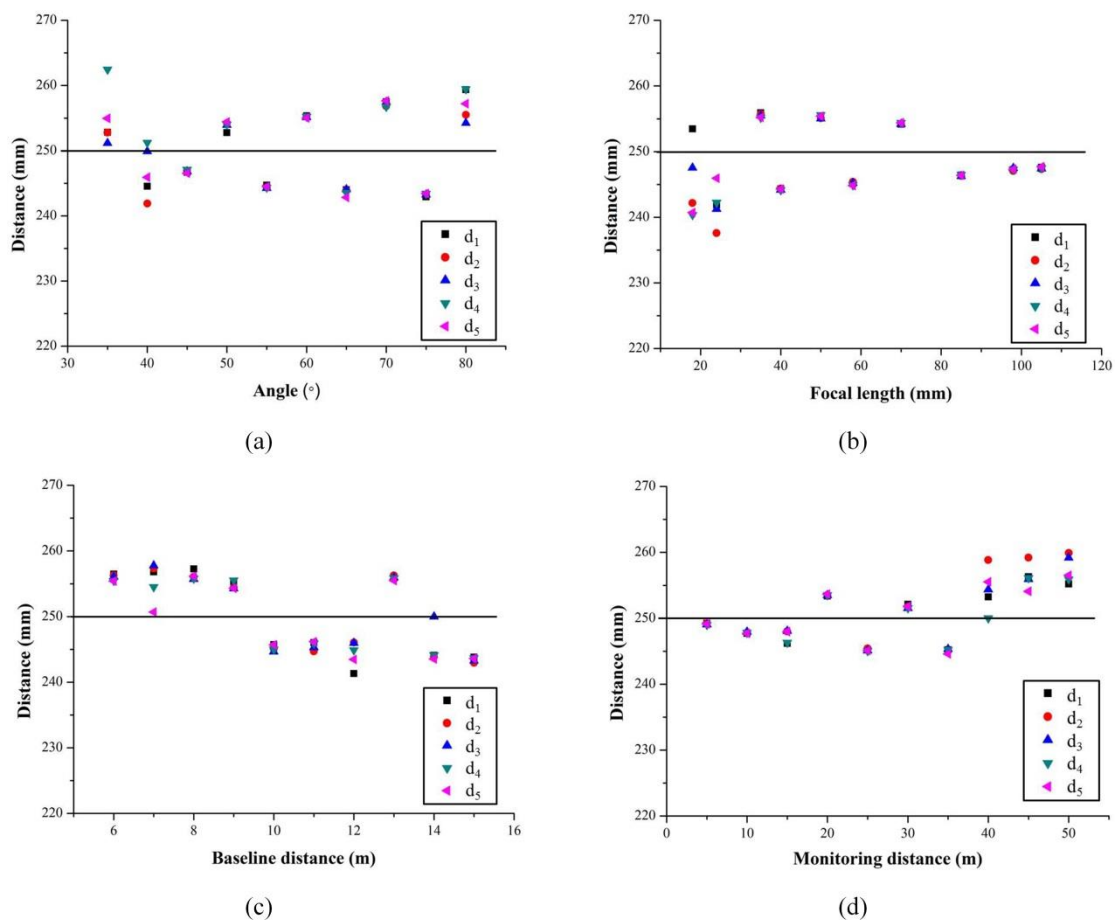 270
260
250
240
230
220
Distance (mm)
30 40 50 60 70 80
Angle (°)
d1
d2
d3
d4
d5
(a)
270
260
250
240
230
220
Distance (mm)
20 40 60 80 100 120
Focal length (mm)
d1
d2
d3
d4
d5
(b)
270
260
250
240
230
220
Distance (mm)
6 8 10 12 14 16
Baseline distance (m)
d1
d2
d3
d4
d5
(c)
270
260
250
240
230
220
Distance (mm)
0 10 20 30 40 50
Monitoring distance (m)
d1
d2
d3
d4
d5
(d)